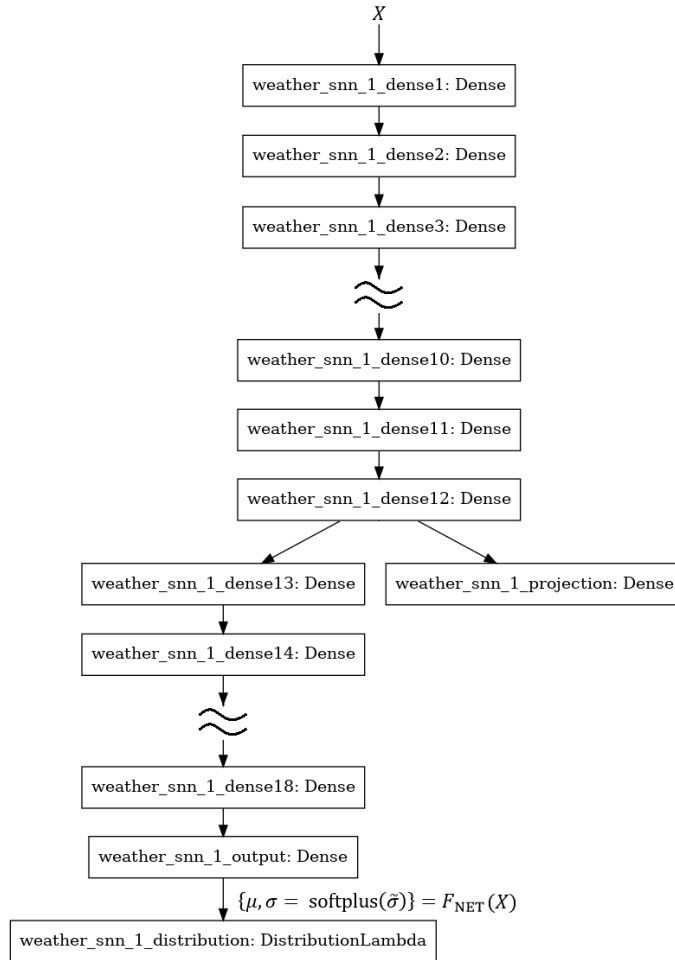 X
weather_snn_1_dense1: Dense
weather_snn_1_dense2: Dense
weather_snn_1_dense3: Dense
weather_snn_1_dense10: Dense
weather_snn_1_dense11: Dense
weather_snn_1_dense12: Dense
weather_snn_1_dense13: Dense
weather_snn_1_projection: Dense
weather_snn_1_dense14: Dense
weather_snn_1_dense18: Dense
weather_snn_1_output: Dense
{μ, σ = softplus(σ̃)} = F_NET(X)
weather_snn_1_distribution: DistributionLambda